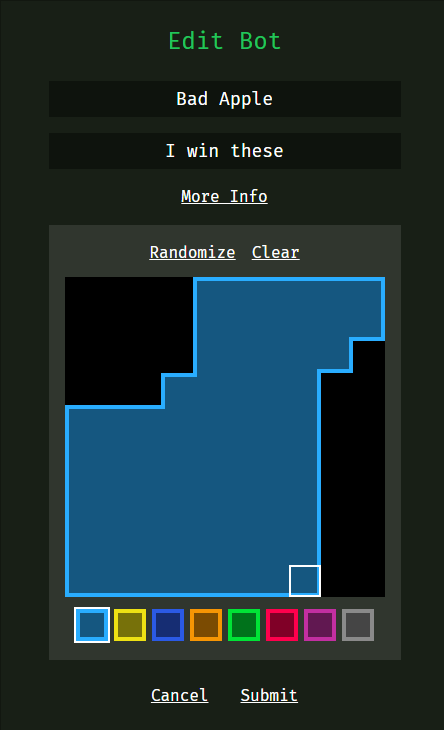 Edit Bot
Bad Apple
I win these
More Info
Randomize Clear
Cancel Submit